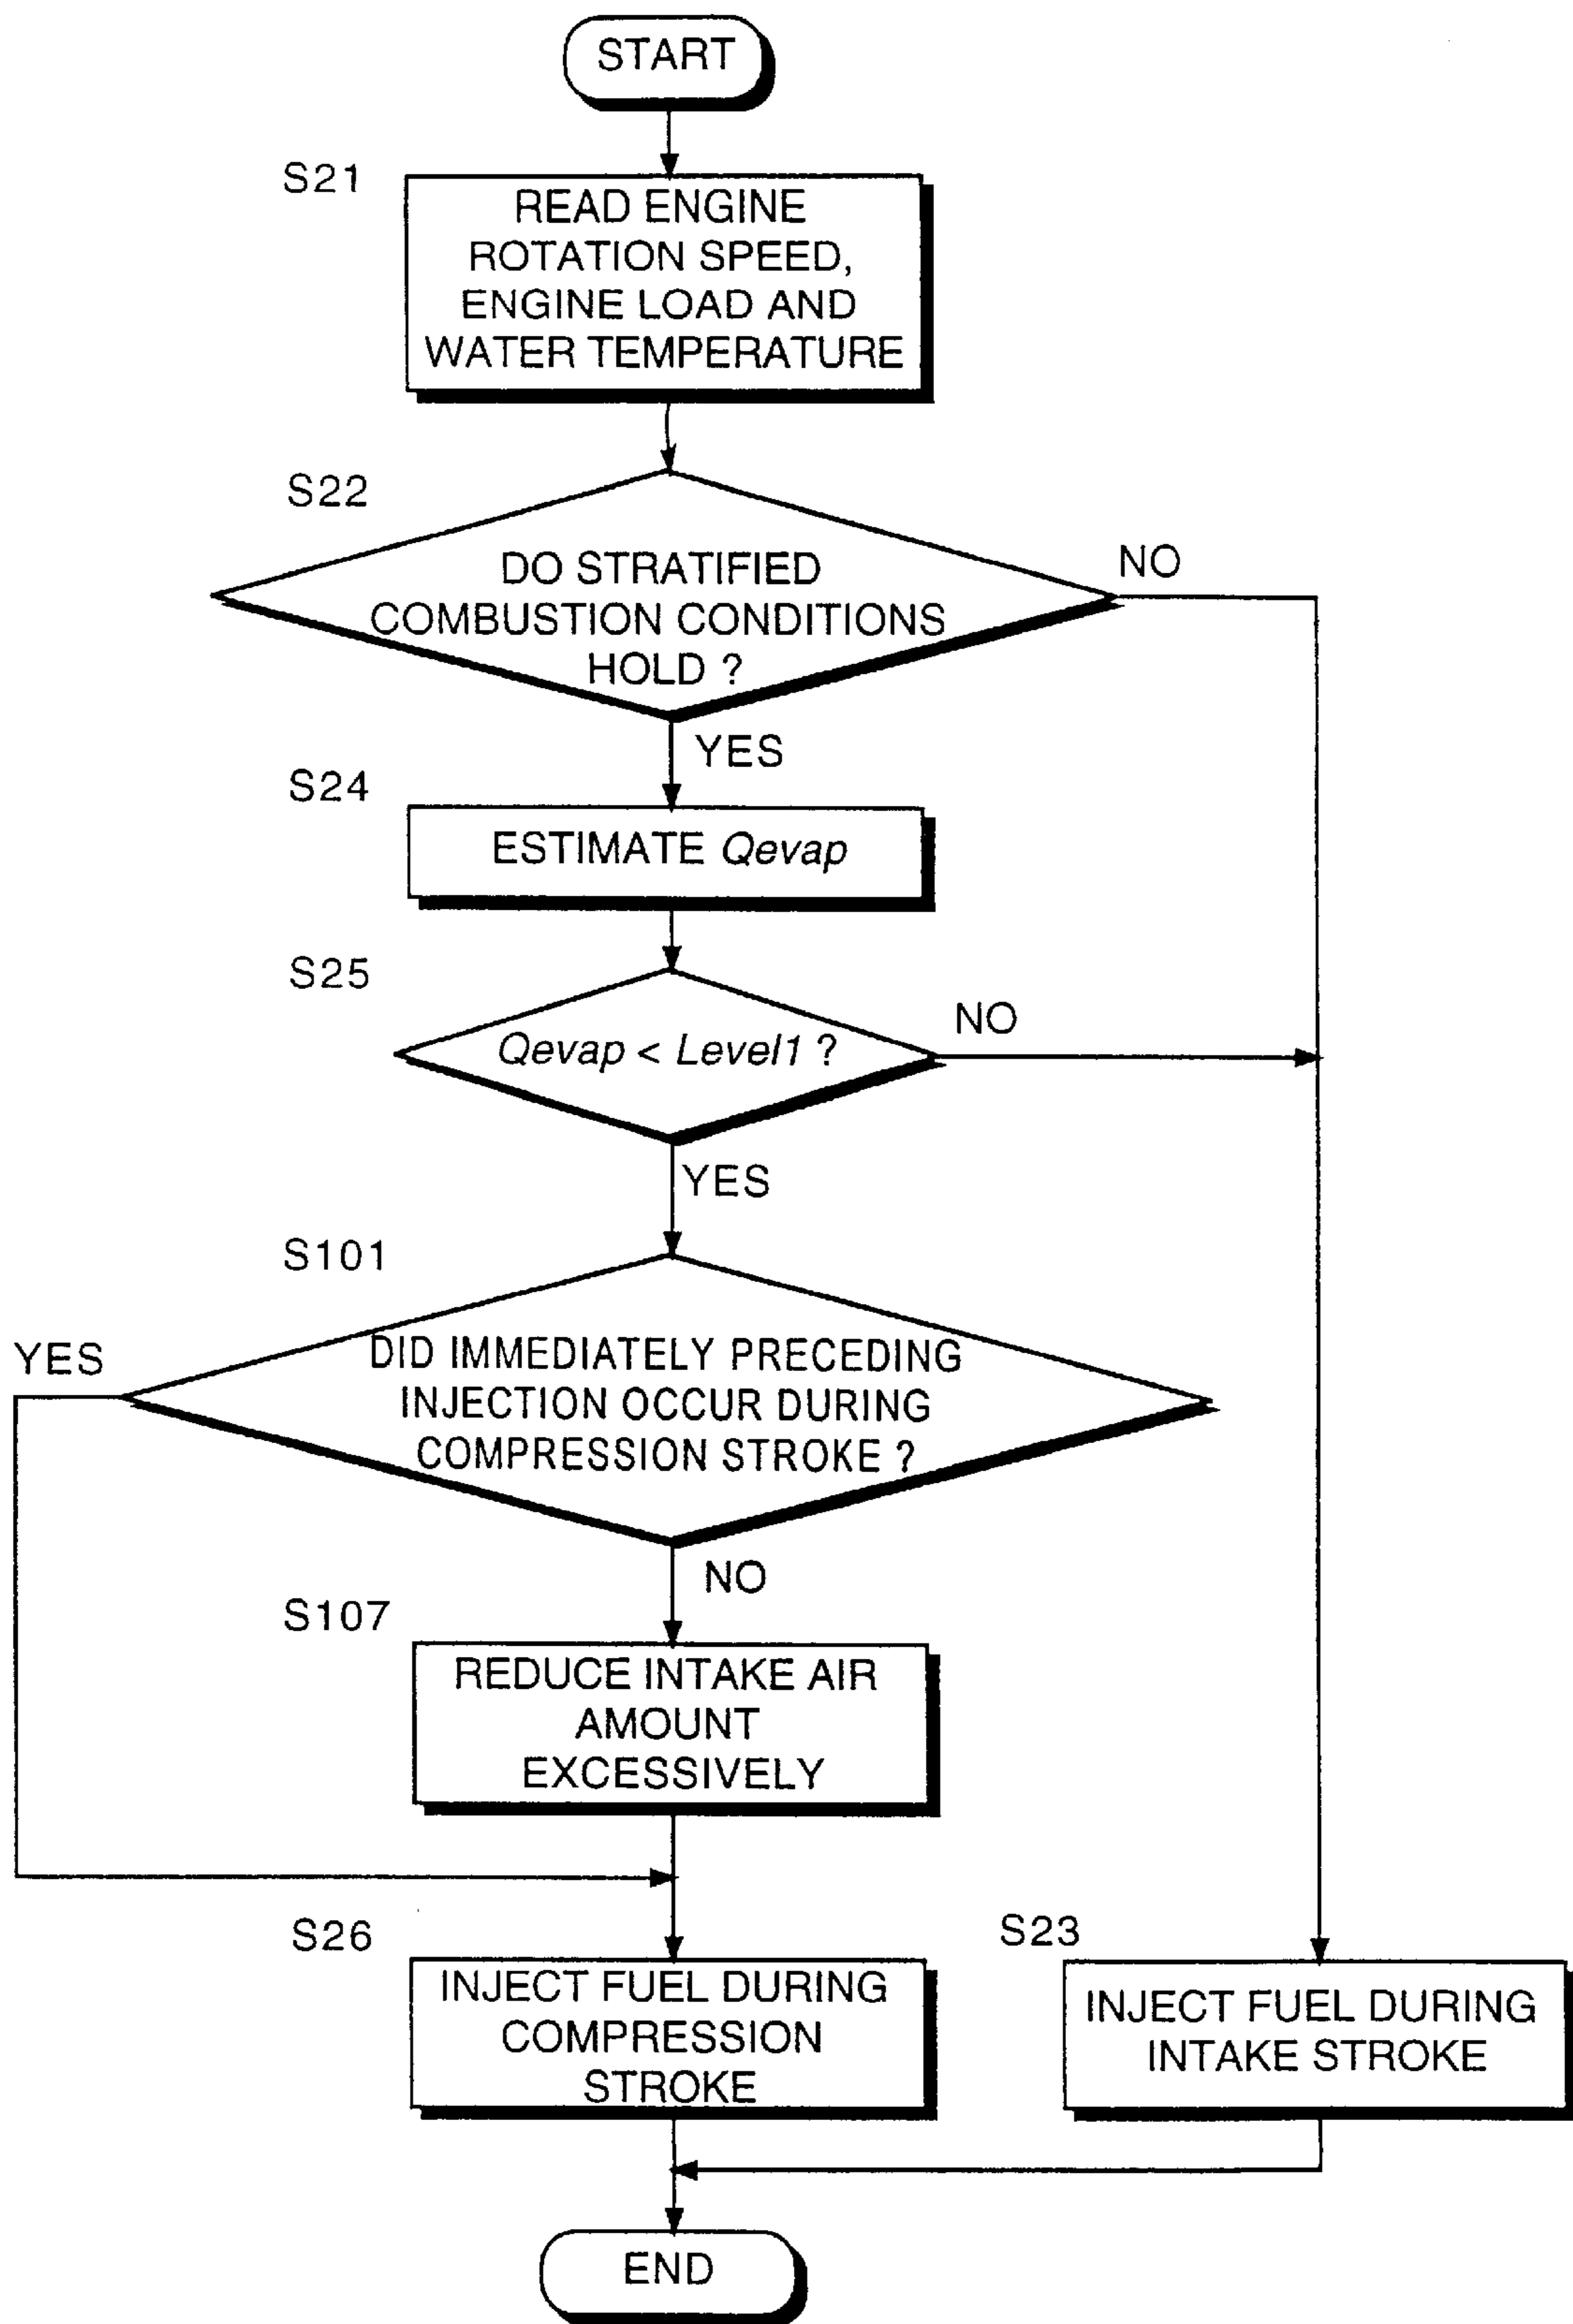 START
S21
READ ENGINE
ROTATION SPEED,
ENGINE LOAD AND
WATER TEMPERATURE
S22
DO STRATIFIED
COMBUSTION CONDITIONS
HOLD ?
NO
YES
S24
ESTIMATE Qevap
S25
Qevap < Level1 ?
NO
YES
S101
YES
DID IMMEDIATELY PRECEDING
INJECTION OCCUR DURING
COMPRESSION STROKE ?
NO
S107
REDUCE INTAKE AIR
AMOUNT
EXCESSIVELY
S26
INJECT FUEL DURING
COMPRESSION
STROKE
S23
INJECT FUEL DURING
INTAKE STROKE
END